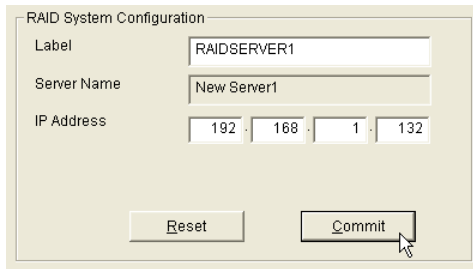 RAID System Configuration
Label RAIDSERVER1
Server Name New Server1
IP Address 192 . 168 . 1 . 132
Reset Commit